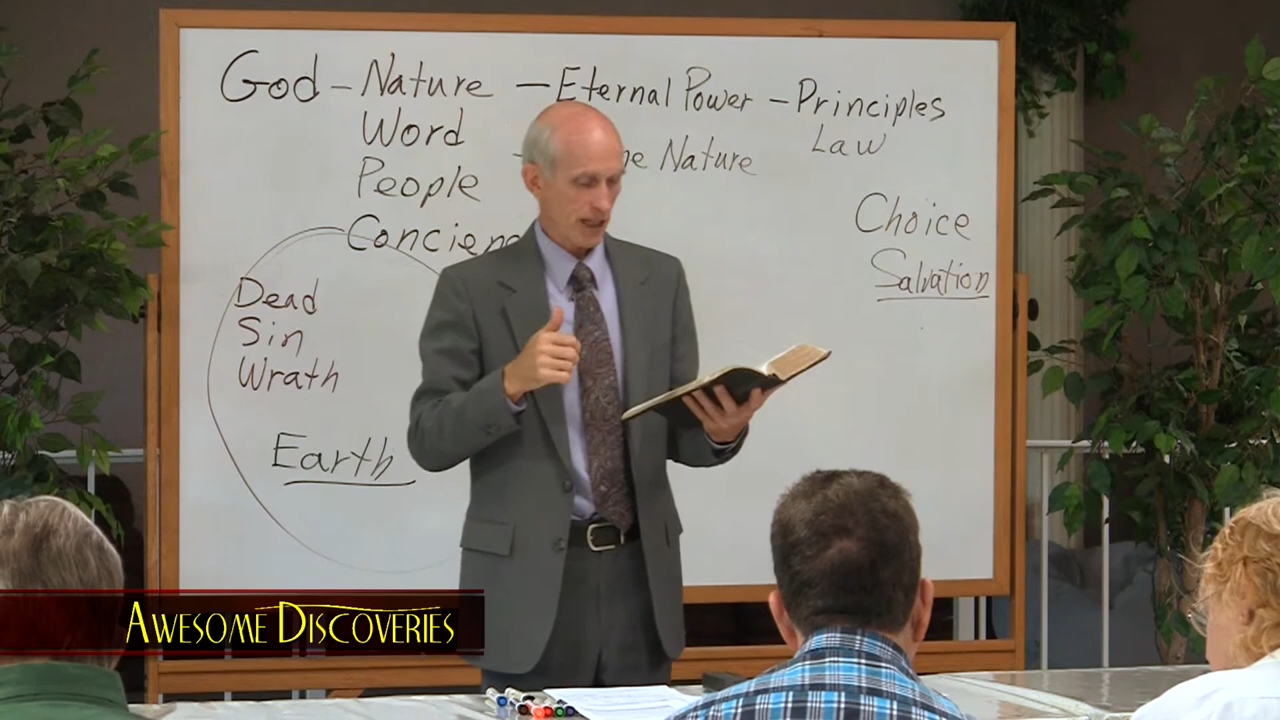 God - Nature - Eternal Power - Principles
Word
Law
People
Nature
Choice
Salvation
Dead
Sin
Wrath
Earth
AWESOME DISCOVERIES